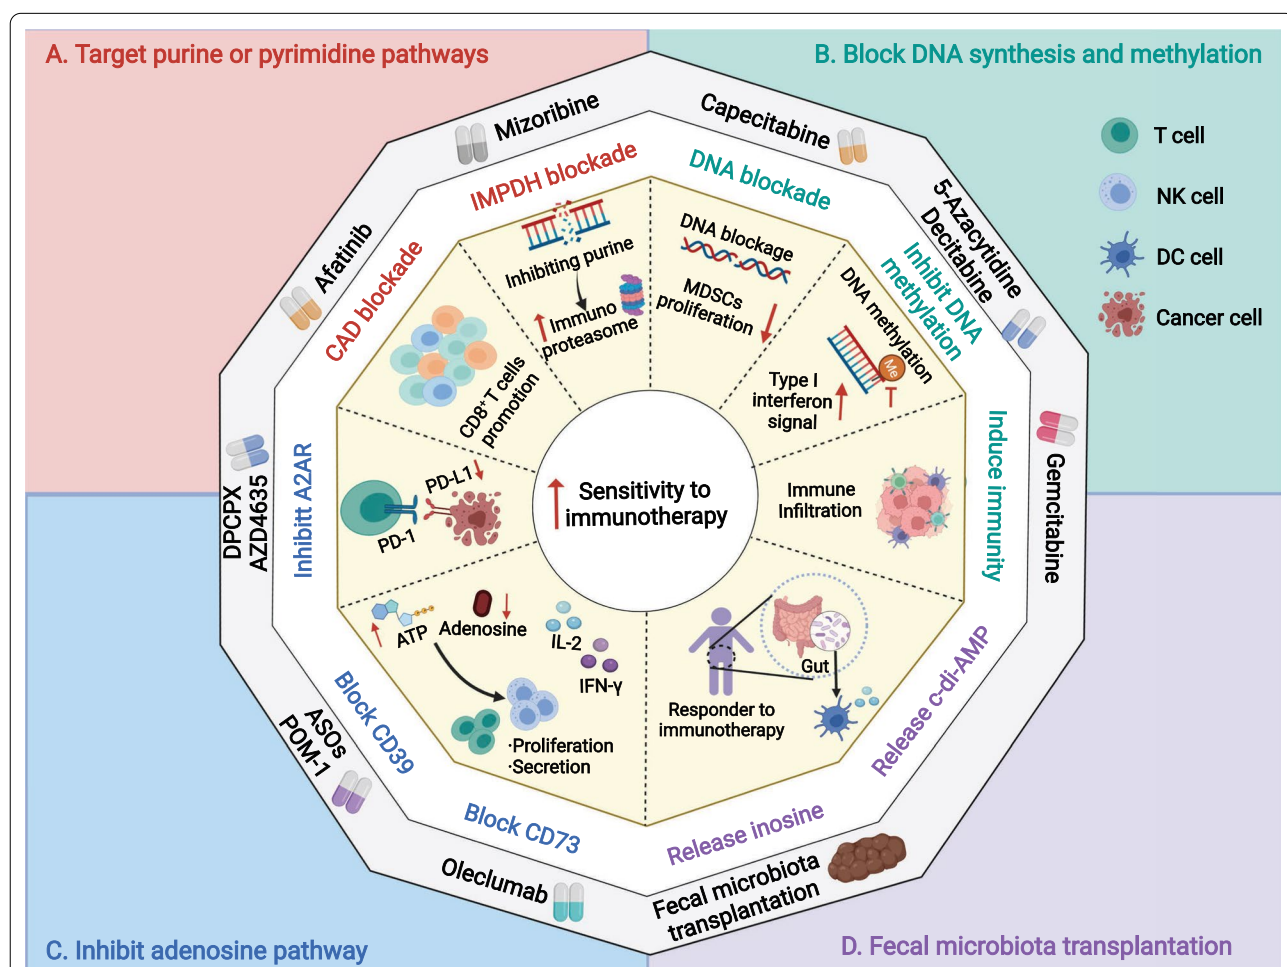 A. Target purine or pyrimidine pathways
B. Block DNA synthesis and methylation
T cell
NK cell
DC cell
Cancer cell
Mizoribine
Capecitabine
Afatinib
5-Azacytidine
Decitabine
IMPDH blockade
DNA blockade
CAD blockade
Inhibit DNA
methylation
Inhibiting purine
Immuno
proteasome
DNA blockage
MDSCs
proliferation
DNA methylation
Me
Type I
interferon
signal
CD8⁺ T cells
promotion
DPCPX
AZD4635
Inhibitt A2AR
PD-L1
PD-1
Sensitivity to
immunotherapy
Immune
Infiltration
Induce immunity
Gemcitabine
ATP
Adenosine
IL-2
IFN-γ
·Proliferation
·Secretion
Gut
Responder to
immunotherapy
Release c-di-AMP
Block CD39
ASOs
POM-1
Block CD73
Release inosine
Oleclumab
Fecal microbiota
transplantation
C. Inhibit adenosine pathway
D. Fecal microbiota transplantation